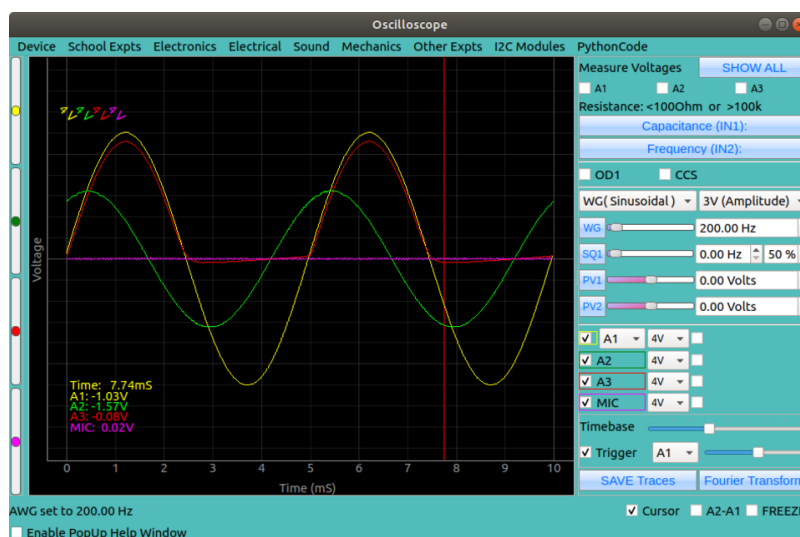 Oscilloscope
Device School Expts Electronics Electrical Sound Mechanics Other Expts I2C Modules PythonCode
Measure Voltages SHOW ALL
A1 A2 A3
Resistance: <100Ohm or >100k
Capacitance (IN1):
Frequency (IN2):
OD1 CCS
WG( Sinusoidal ) 3V (Amplitude)
WG 200.00 Hz
SQ1 0.00 Hz 50 %
PV1 0.00 Volts
PV2 0.00 Volts
A1 4V
A2 4V
A3 4V
MIC 4V
Timebase
Trigger A1
SAVE Traces Fourier Transform
Voltage
Time: 7.74mS
A1: -1.03V
A2: -1.57V
A3: -0.08V
MIC: 0.02V
0 1 2 3 4 5 6 7 8 9 10
Time (mS)
AWG set to 200.00 Hz
Cursor A2-A1 FREEZE
Enable PopUp Help Window